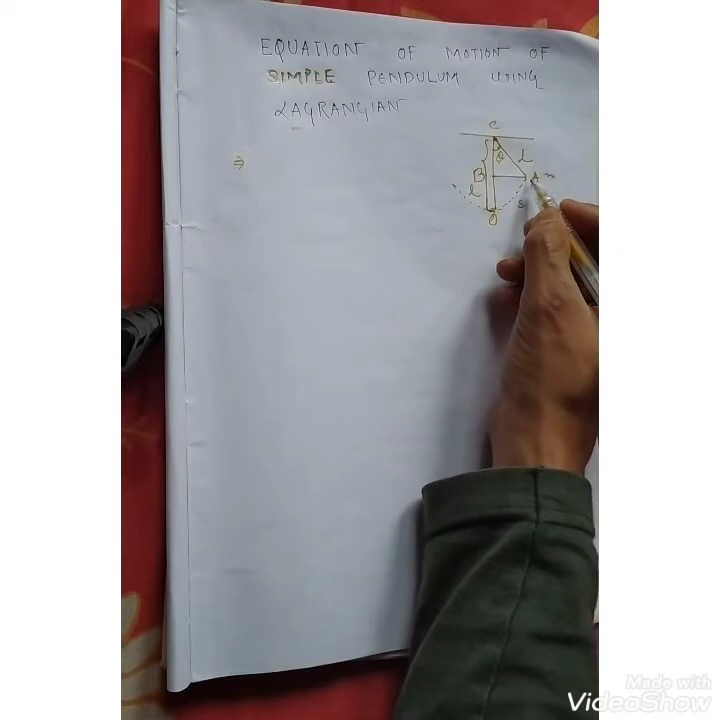 EQUATION OF MOTION OF
SIMPLE PENDULUM USING
LAGRANGIAN
⇒
C
θ
l
B
A m
l
S
O
Made with
VideoShow